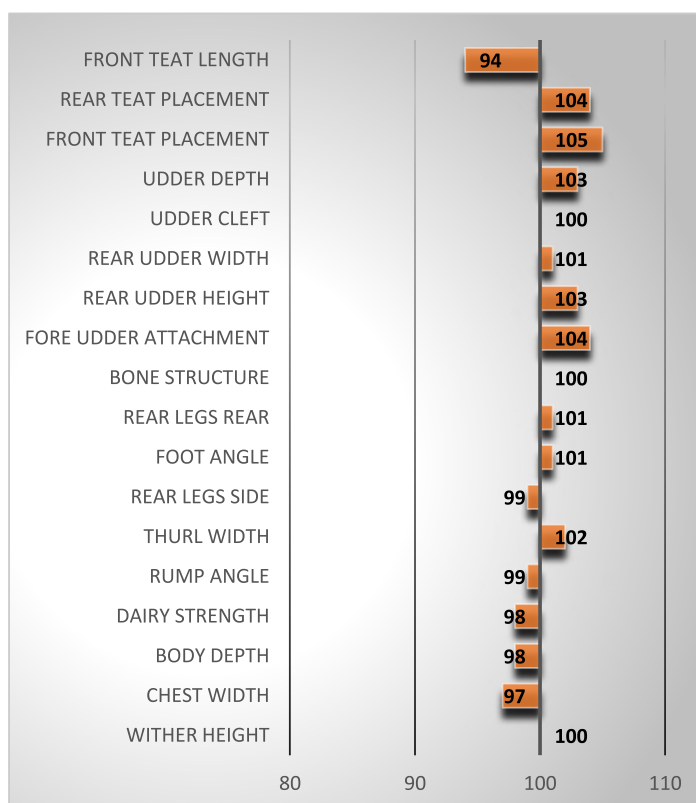 FRONT TEAT LENGTH 94
REAR TEAT PLACEMENT 104
FRONT TEAT PLACEMENT 105
UDDER DEPTH 103
UDDER CLEFT 100
REAR UDDER WIDTH 101
REAR UDDER HEIGHT 103
FORE UDDER ATTACHMENT 104
BONE STRUCTURE 100
REAR LEGS REAR 101
FOOT ANGLE 101
REAR LEGS SIDE 99
THURL WIDTH 102
RUMP ANGLE 99
DAIRY STRENGTH 98
BODY DEPTH 98
CHEST WIDTH 97
WITHER HEIGHT 100
80 90 100 110